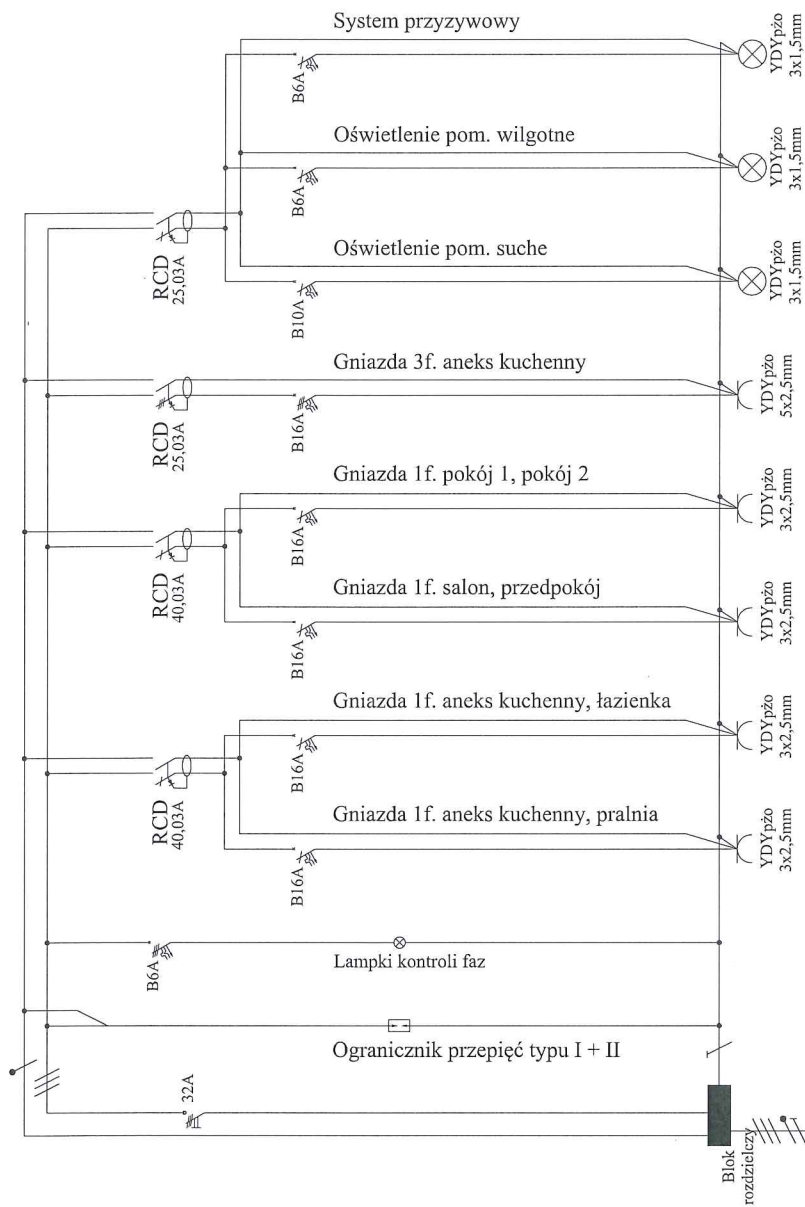 System przyzywowy
B6A
YDYpżo
3x1,5mm
Oświetlenie pom. wilgotne
B6A
YDYpżo
3x1,5mm
RCD
25,03A
Oświetlenie pom. suche
B10A
YDYpżo
3x1,5mm
Gniazda 3f. aneks kuchenny
RCD
25,03A
B16A
YDYpżo
5x2,5mm
Gniazda 1f. pokój 1, pokój 2
B16A
YDYpżo
3x2,5mm
RCD
40,03A
Gniazda 1f. salon, przedpokój
B16A
YDYpżo
3x2,5mm
Gniazda 1f. aneks kuchenny, łazienka
B16A
YDYpżo
3x2,5mm
RCD
40,03A
Gniazda 1f. aneks kuchenny, pralnia
B16A
YDYpżo
3x2,5mm
B6A
Lampki kontroli faz
Ogranicznik przepięć typu I + II
32A
Blok
rozdzielczy